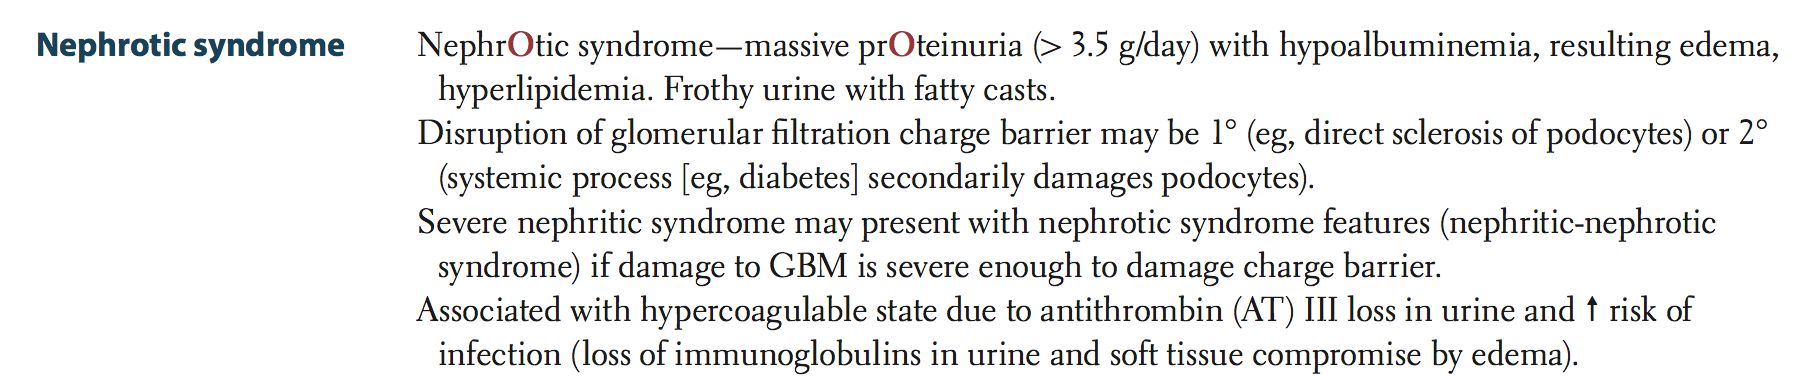 Nephrotic syndrome
NephrOtic syndrome—massive prOteinuria (> 3.5 g/day) with hypoalbuminemia, resulting edema,
hyperlipidemia. Frothy urine with fatty casts.
Disruption of glomerular filtration charge barrier may be 1° (eg, direct sclerosis of podocytes) or 2°
(systemic process [eg, diabetes] secondarily damages podocytes).
Severe nephritic syndrome may present with nephrotic syndrome features (nephritic-nephrotic
syndrome) if damage to GBM is severe enough to damage charge barrier.
Associated with hypercoagulable state due to antithrombin (AT) III loss in urine and ↑ risk of
infection (loss of immunoglobulins in urine and soft tissue compromise by edema).